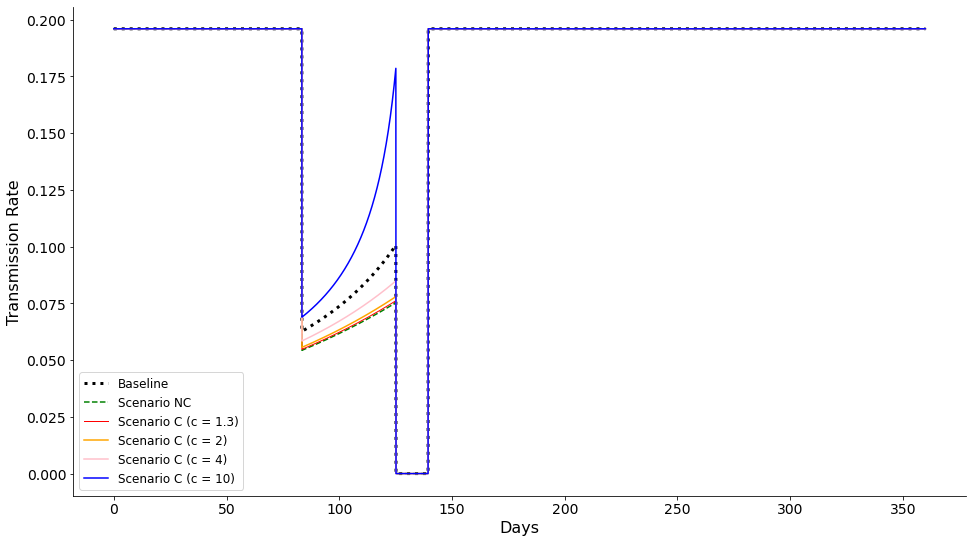 0.200
0.175
0.150
0.125
0.100
0.075
0.050
0.025
0.000
Transmission Rate
Baseline
Scenario NC
Scenario C (c = 1.3)
Scenario C (c = 2)
Scenario C (c = 4)
Scenario C (c = 10)
0 50 100 150 200 250 300 350
Days